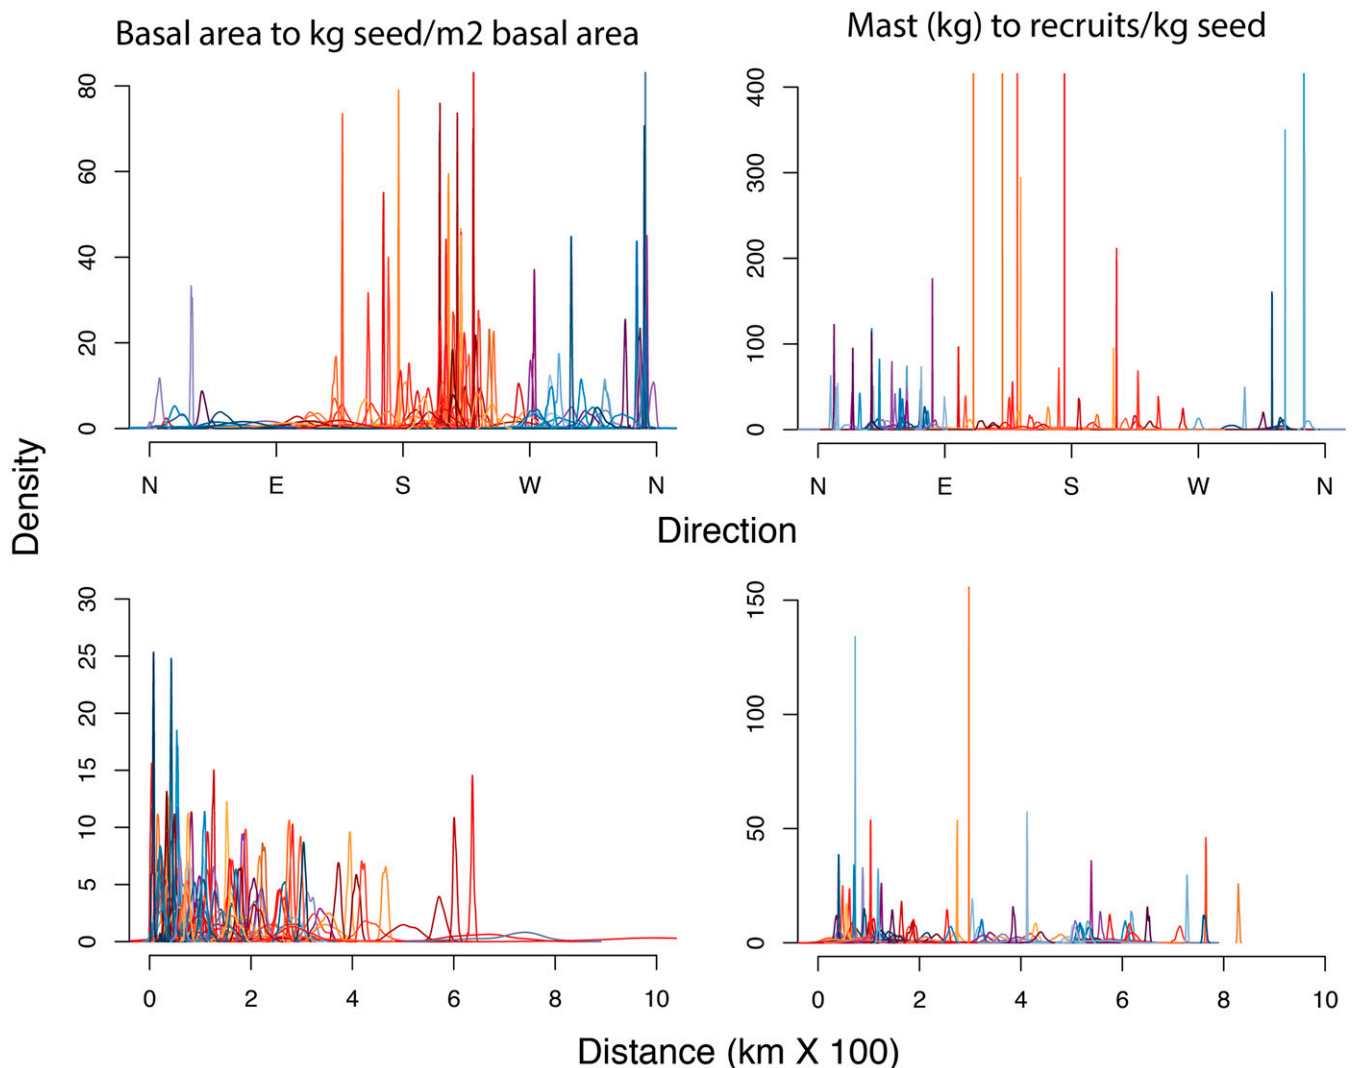 Basal area to kg seed/m2 basal area
Mast (kg) to recruits/kg seed
80
60
40
20
0
N E S W N
400
300
200
100
0
N E S W N
Density
Direction
30
25
20
15
10
5
0
0 2 4 6 8 10
150
100
50
0
0 2 4 6 8 10
Distance (km X 100)